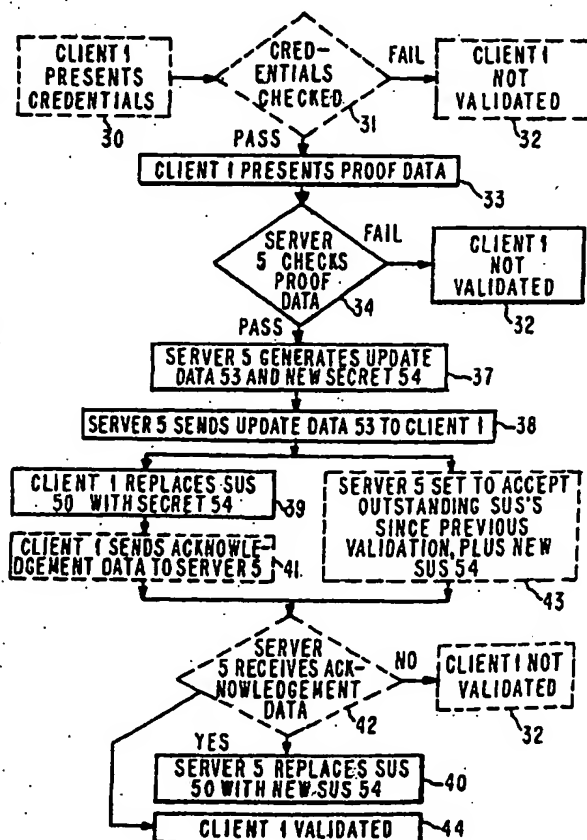 CLIENT 1
PRESENTS
CREDENTIALS
30
CRED-
ENTIALS
CHECKED
31
FAIL
CLIENT 1
NOT
VALIDATED
32
PASS
CLIENT 1 PRESENTS PROOF DATA
33
SERVER
5 CHECKS
PROOF
DATA
34
FAIL
CLIENT 1
NOT
VALIDATED
32
PASS
SERVER 5 GENERATES UPDATE
DATA 53 AND NEW SECRET 54
37
SERVER 5 SENDS UPDATE DATA 53 TO CLIENT 1
38
CLIENT 1 REPLACES SUS
50 WITH SECRET 54
39
CLIENT 1 SENDS ACKNOWLE-
DGEMENT DATA TO SERVER 5
41
SERVER 5 SET TO ACCEPT
OUTSTANDING SUS'S
SINCE PREVIOUS
VALIDATION, PLUS NEW
SUS 54
43
SERVER
5 RECEIVES ACK-
NOWLEDGEMENT
DATA
42
NO
CLIENT 1 NOT
VALIDATED
32
YES
SERVER 5 REPLACES SUS
50 WITH NEW SUS 54
40
CLIENT 1 VALIDATED
44